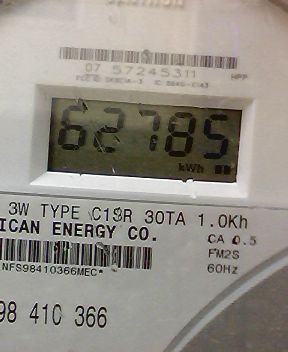 07 57245311 HPP
62785
kWh
3W TYPE C1SR 30TA 1.0Kh
ICAN ENERGY CO.
CA 0.5
FM2S
60Hz
NFS98410366MEC*
98 410 366